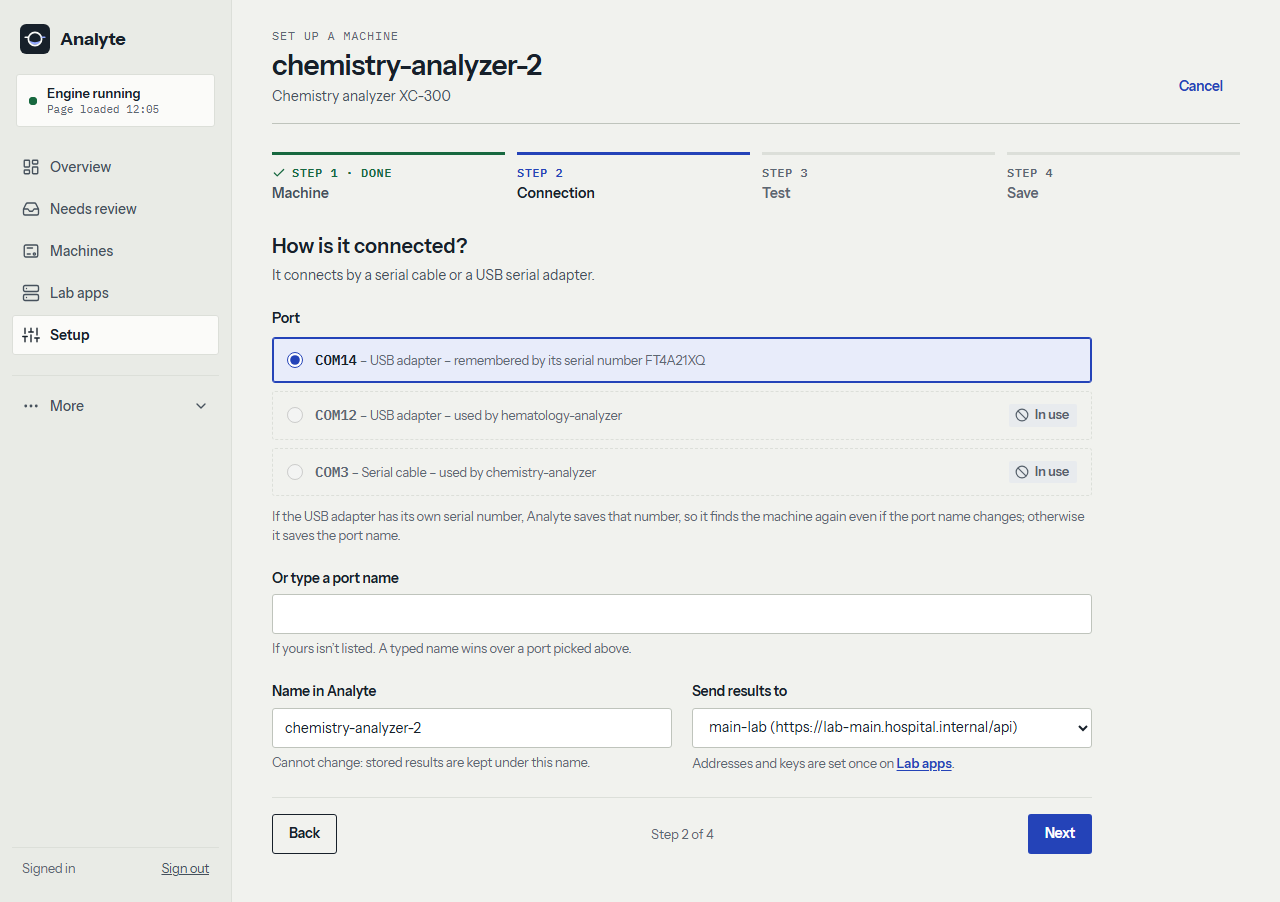 Analyte
Engine running
Page loaded 12:05
Overview
Needs review
Machines
Lab apps
Setup
More
Signed in
Sign out
SET UP A MACHINE
chemistry-analyzer-2
Chemistry analyzer XC-300
Cancel
STEP 1 · DONE
Machine
STEP 2
Connection
STEP 3
Test
STEP 4
Save
How is it connected?
It connects by a serial cable or a USB serial adapter.
Port
COM14 – USB adapter – remembered by its serial number FT4A21XQ
COM12 – USB adapter – used by hematology-analyzer
In use
COM3 – Serial cable – used by chemistry-analyzer
In use
If the USB adapter has its own serial number, Analyte saves that number, so it finds the machine again even if the port name changes; otherwise
it saves the port name.
Or type a port name
If yours isn't listed. A typed name wins over a port picked above.
Name in Analyte
chemistry-analyzer-2
Cannot change: stored results are kept under this name.
Send results to
main-lab (https://lab-main.hospital.internal/api)
Addresses and keys are set once on Lab apps.
Back
Step 2 of 4
Next